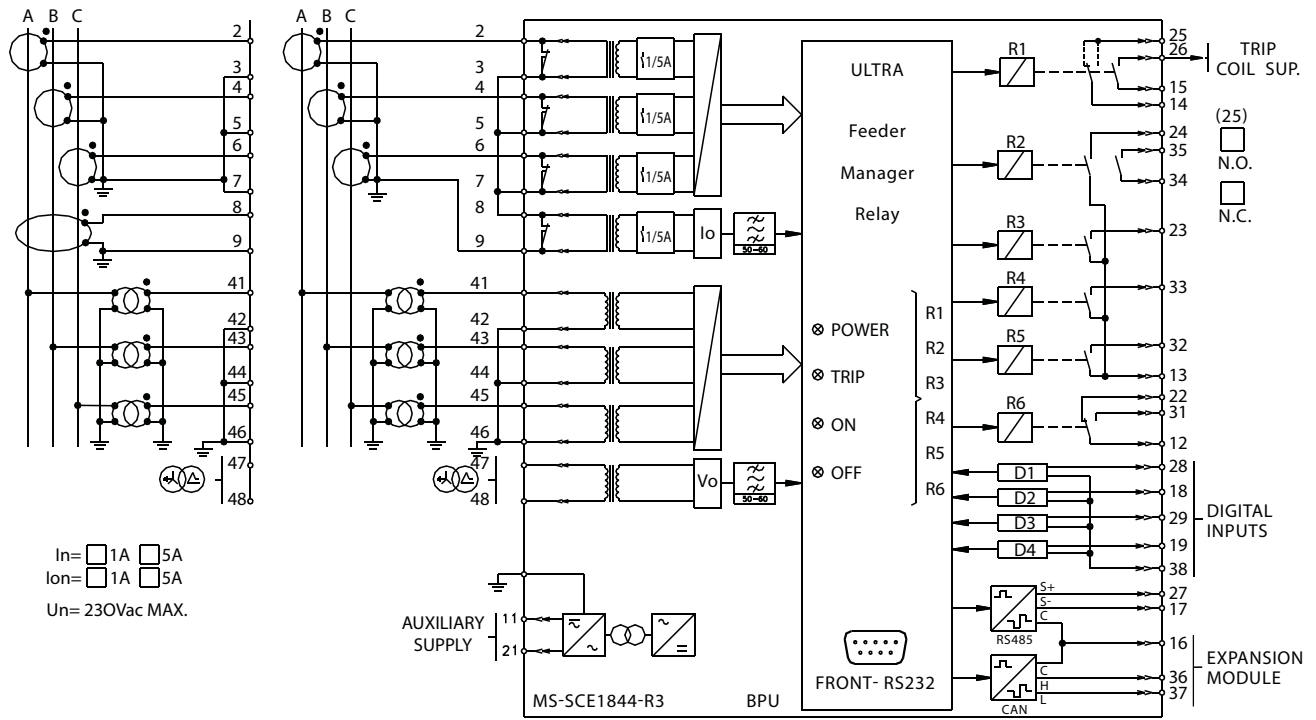 A B C
2
3
4
5
6
7
8
9
41
42
43
44
45
46
47
48
In= 1A 5A
Ion= 1A 5A
Un= 23OVac MAX.
A B C
2
3
4
5
6
7
8
9
41
42
43
44
45
46
47
48
1/5A
1/5A
1/5A
1/5A
Io
50-60
Vo
50-60
AUXILIARY
SUPPLY
11
21
MS-SCE1844-R3
BPU
ULTRA
Feeder
Manager
Relay
POWER
TRIP
ON
OFF
R1
R2
R3
R4
R5
R6
FRONT- RS232
R1
R2
R3
R4
R5
R6
D1
D2
D3
D4
S+
S-
C
RS485
C
H
L
CAN
25
26
15
14
24
35
34
23
33
32
13
22
31
12
28
18
29
19
38
27
17
16
36
37
TRIP
COIL SUP.
(25)
N.O.
N.C.
DIGITAL
INPUTS
EXPANSION
MODULE